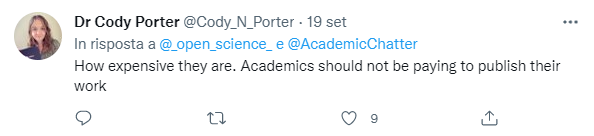 Dr Cody Porter @Cody_N_Porter · 19 set
In risposta a @_open_science_ e @AcademicChatter
How expensive they are. Academics should not be paying to publish their
work
9